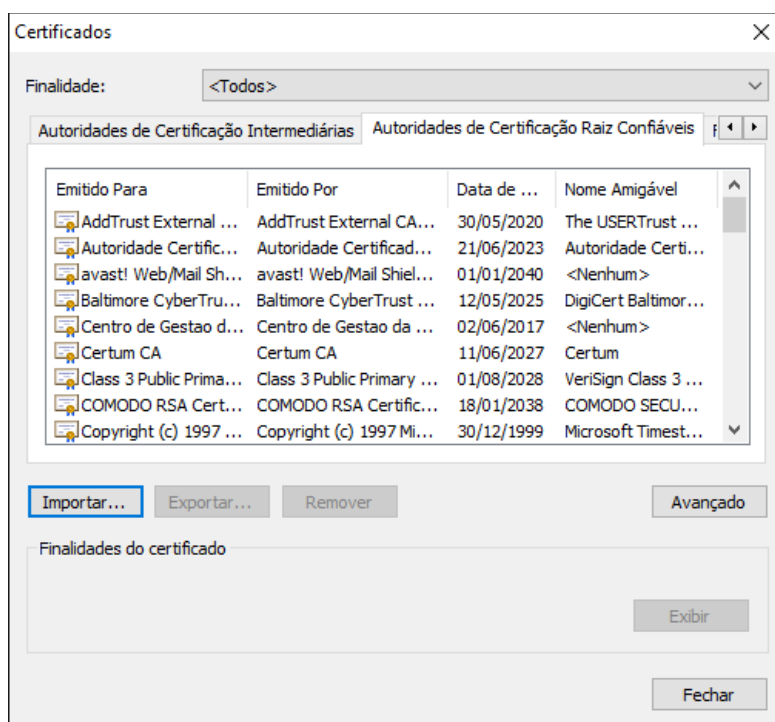 Certificados
Finalidade: <Todos>
Autoridades de Certificação Intermediárias Autoridades de Certificação Raiz Confiáveis
Emitido Para Emitido Por Data de ... Nome Amigável
AddTrust External ... AddTrust External CA... 30/05/2020 The USERTrust ...
Autoridade Certific... Autoridade Certificad... 21/06/2023 Autoridade Certi...
avast! Web/Mail Sh... avast! Web/Mail Shiel... 01/01/2040 <Nenhum>
Baltimore CyberTru... Baltimore CyberTrust ... 12/05/2025 DigiCert Baltimor...
Centro de Gestao d... Centro de Gestao da ... 02/06/2017 <Nenhum>
Certum CA Certum CA 11/06/2027 Certum
Class 3 Public Prima... Class 3 Public Primary ... 01/08/2028 VeriSign Class 3 ...
COMODO RSA Cert... COMODO RSA Certific... 18/01/2038 COMODO SECU...
Copyright (c) 1997 ... Copyright (c) 1997 Mi... 30/12/1999 Microsoft Timest...
Importar... Exportar... Remover Avançado
Finalidades do certificado
Exibir
Fechar